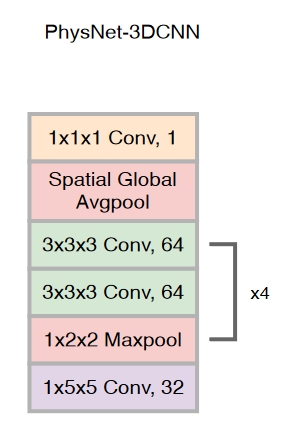 PhysNet-3DCNN
1x1x1 Conv, 1
Spatial Global
Avgpool
3x3x3 Conv, 64
3x3x3 Conv, 64
x4
1x2x2 Maxpool
1x5x5 Conv, 32